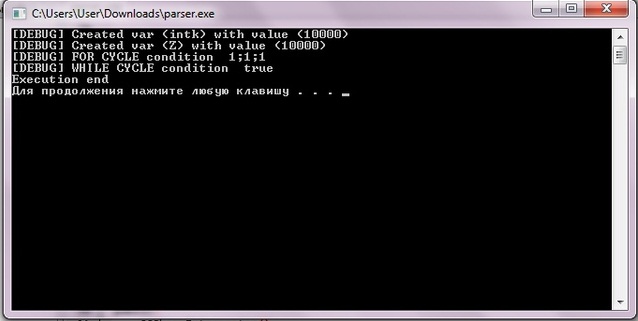 C:\Users\User\Downloads\parser.exe
[DEBUG] Created var (intk) with value (10000)
[DEBUG] Created var (Z) with value (10000)
[DEBUG] FOR CYCLE condition  1;1;1
[DEBUG] WHILE CYCLE condition  true
Execution end
Для продолжения нажмите любую клавишу . . .